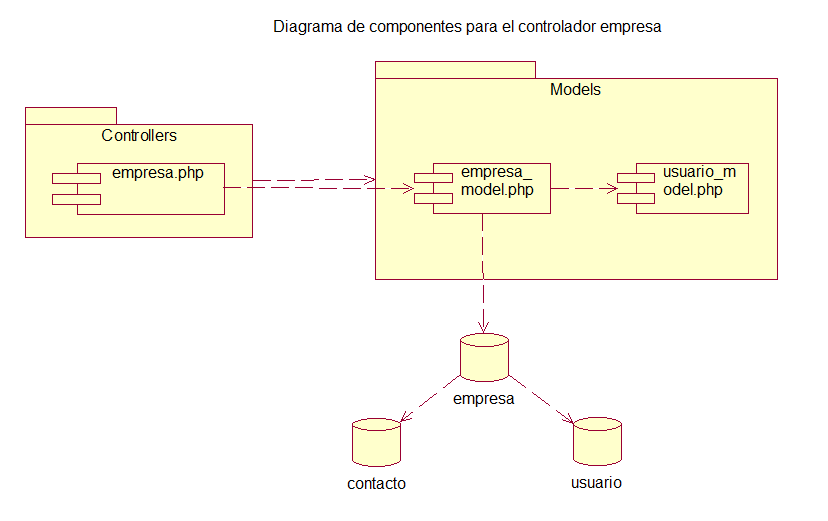 Diagrama de componentes para el controlador empresa
Models
Controllers
empresa.php
empresa_
model.php
usuario_m
odel.php
empresa
contacto
usuario